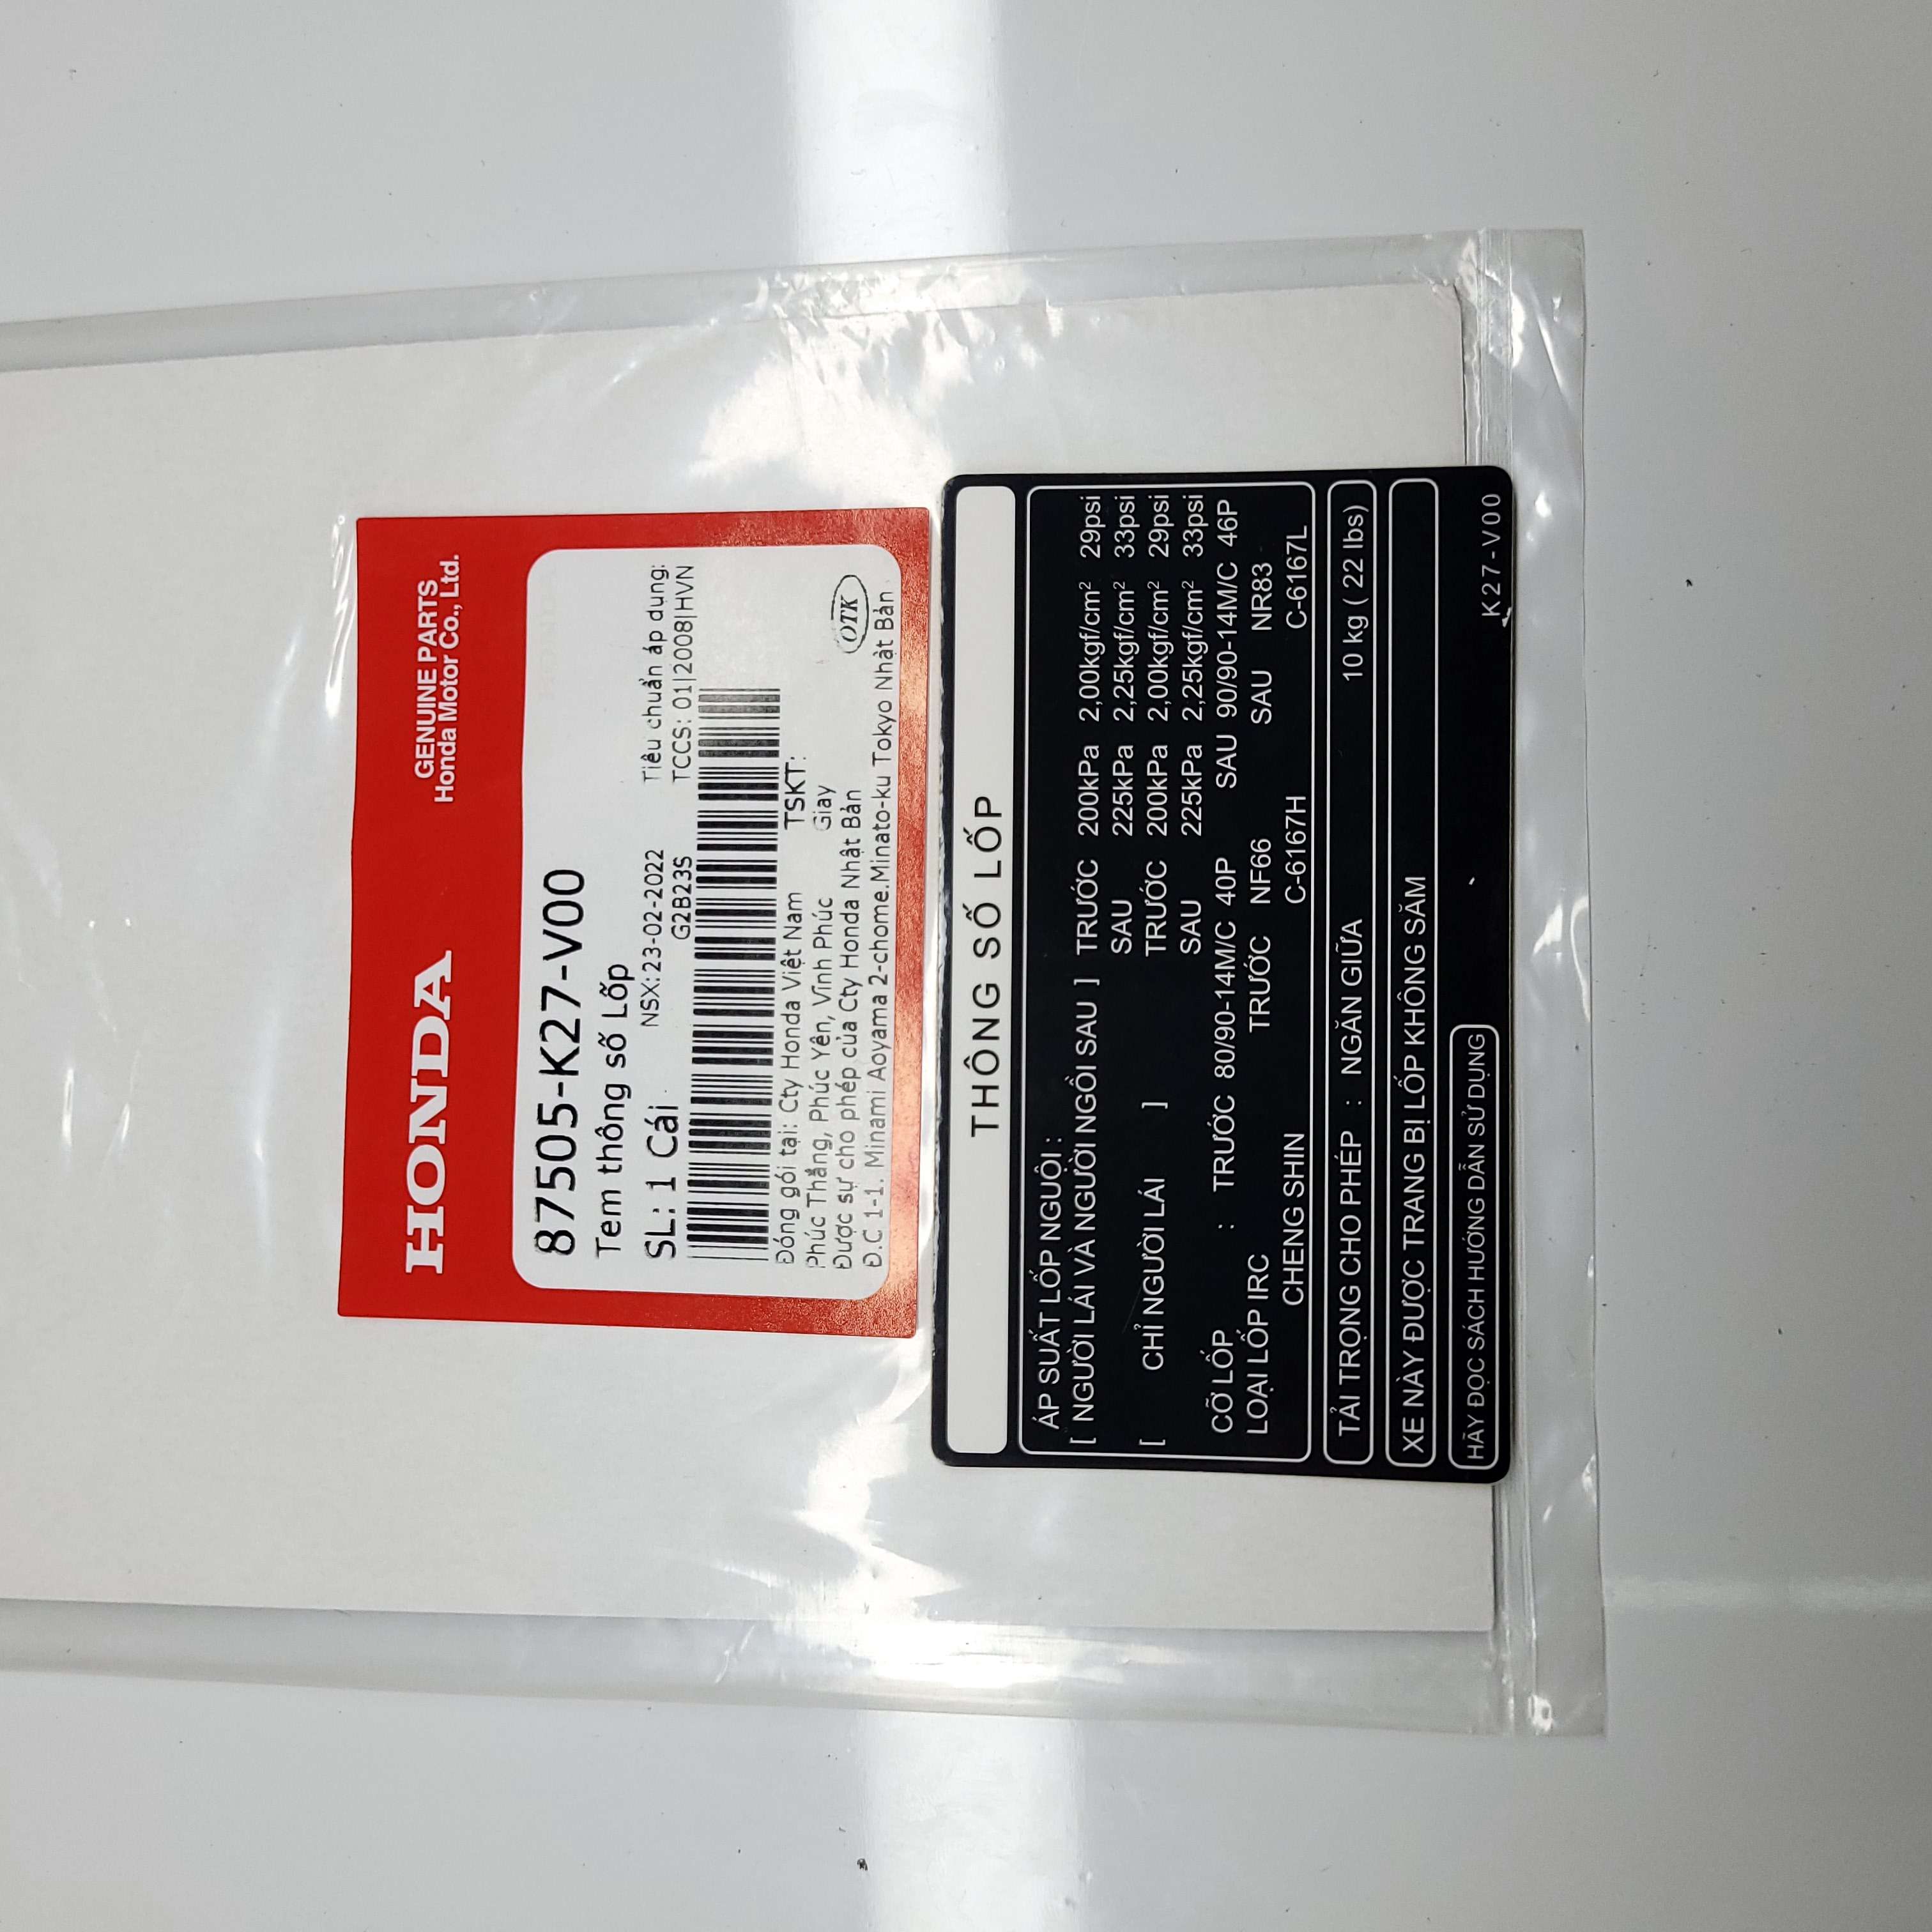 HONDA
GENUINE PARTS
Honda Motor Co., Ltd.
87505-K27-V00
Tem thông số Lốp
SL: 1 Cái
NSX:23-02-2022
Tiêu chuẩn áp dụng:
G2B23S
TCCS: 01|2008|HVN
Đóng gói tại: Cty Honda Việt Nam
TSKT:
Phúc Thắng, Phúc Yên, Vĩnh Phúc
Giay
Được sự cho phép của Cty Honda Nhật Bản
OTK
Đ.C 1-1. Minami Aoyama 2-chome.Minato-ku Tokyo Nhật Bản
THÔNG SỐ LỐP
ÁP SUẤT LỐP NGUỘI :
[ NGƯỜI LÁI VÀ NGƯỜI NGỒI SAU ] TRƯỚC 200kPa 2,00kgf/cm² 29psi
SAU 225kPa 2,25kgf/cm² 33psi
[ CHỈ NGƯỜI LÁI ] TRƯỚC 200kPa 2,00kgf/cm² 29psi
SAU 225kPa 2,25kgf/cm² 33psi
CỠ LỐP : TRƯỚC 80/90-14M/C 40P SAU 90/90-14M/C 46P
LOẠI LỐP IRC TRƯỚC NF66 SAU NR83
CHENG SHIN C-6167H C-6167L
TẢI TRỌNG CHO PHÉP : NGĂN GIỮA 10 kg ( 22 lbs)
XE NÀY ĐƯỢC TRANG BỊ LỐP KHÔNG SĂM
HÃY ĐỌC SÁCH HƯỚNG DẪN SỬ DỤNG
K27-V00